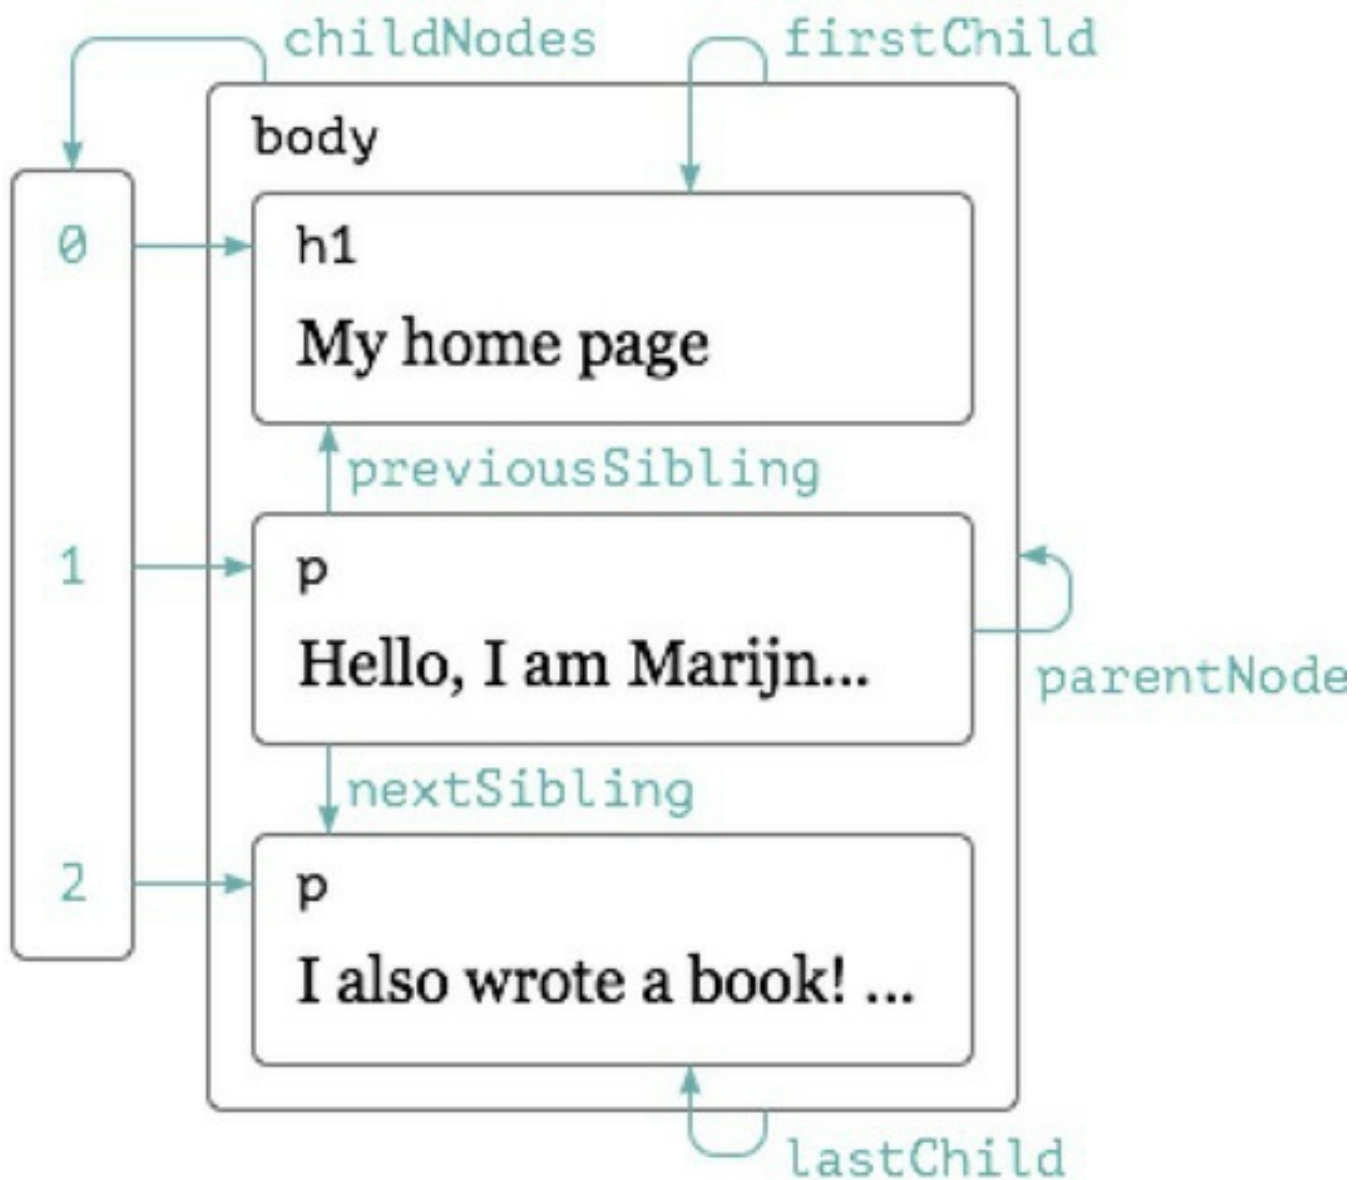 childNodes firstChild
body
0 h1
My home page
previousSibling
1 p
Hello, I am Marijn...
parentNode
nextSibling
2 p
I also wrote a book! ...
lastChild